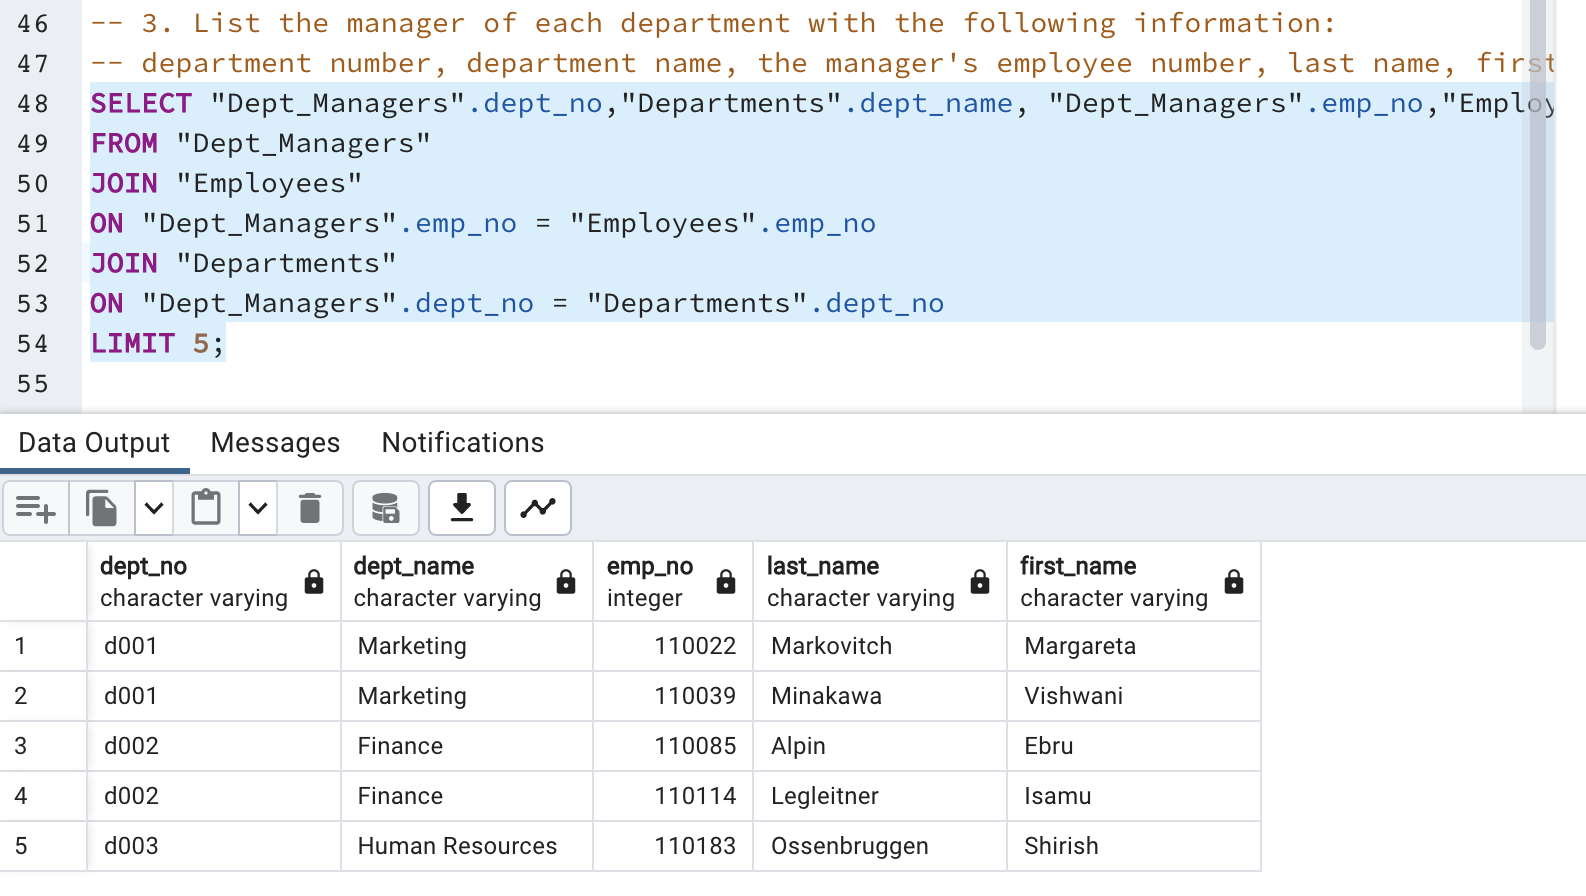 46 -- 3. List the manager of each department with the following information:
47 -- department number, department name, the manager's employee number, last name, first
48 SELECT "Dept_Managers".dept_no,"Departments".dept_name, "Dept_Managers".emp_no,"Employ
49 FROM "Dept_Managers"
50 JOIN "Employees"
51 ON "Dept_Managers".emp_no = "Employees".emp_no
52 JOIN "Departments"
53 ON "Dept_Managers".dept_no = "Departments".dept_no
54 LIMIT 5;
55
Data Output Messages Notifications
dept_no dept_name emp_no last_name first_name
character varying character varying integer character varying character varying
1 d001 Marketing 110022 Markovitch Margareta
2 d001 Marketing 110039 Minakawa Vishwani
3 d002 Finance 110085 Alpin Ebru
4 d002 Finance 110114 Legleitner Isamu
5 d003 Human Resources 110183 Ossenbruggen Shirish